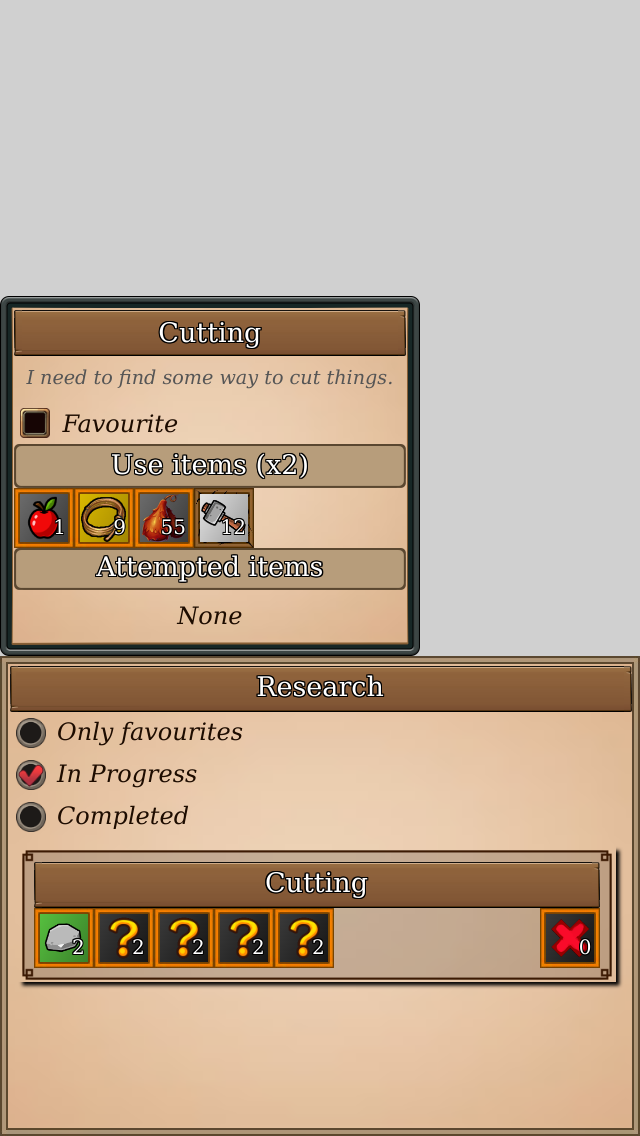 Cutting
I need to find some way to cut things.
Favourite
Use items (x2)
1 9 55 12
Attempted items
None
Research
Only favourites
In Progress
Completed
Cutting
2 ?2 ?2 ?2 ?2 0